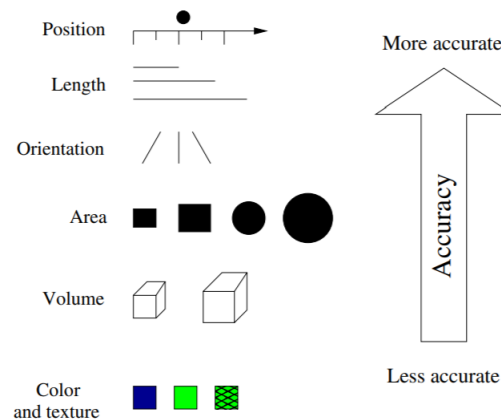 Position
Length
Orientation
Area
Volume
Color
and texture
More accurate
Accuracy
Less accurate